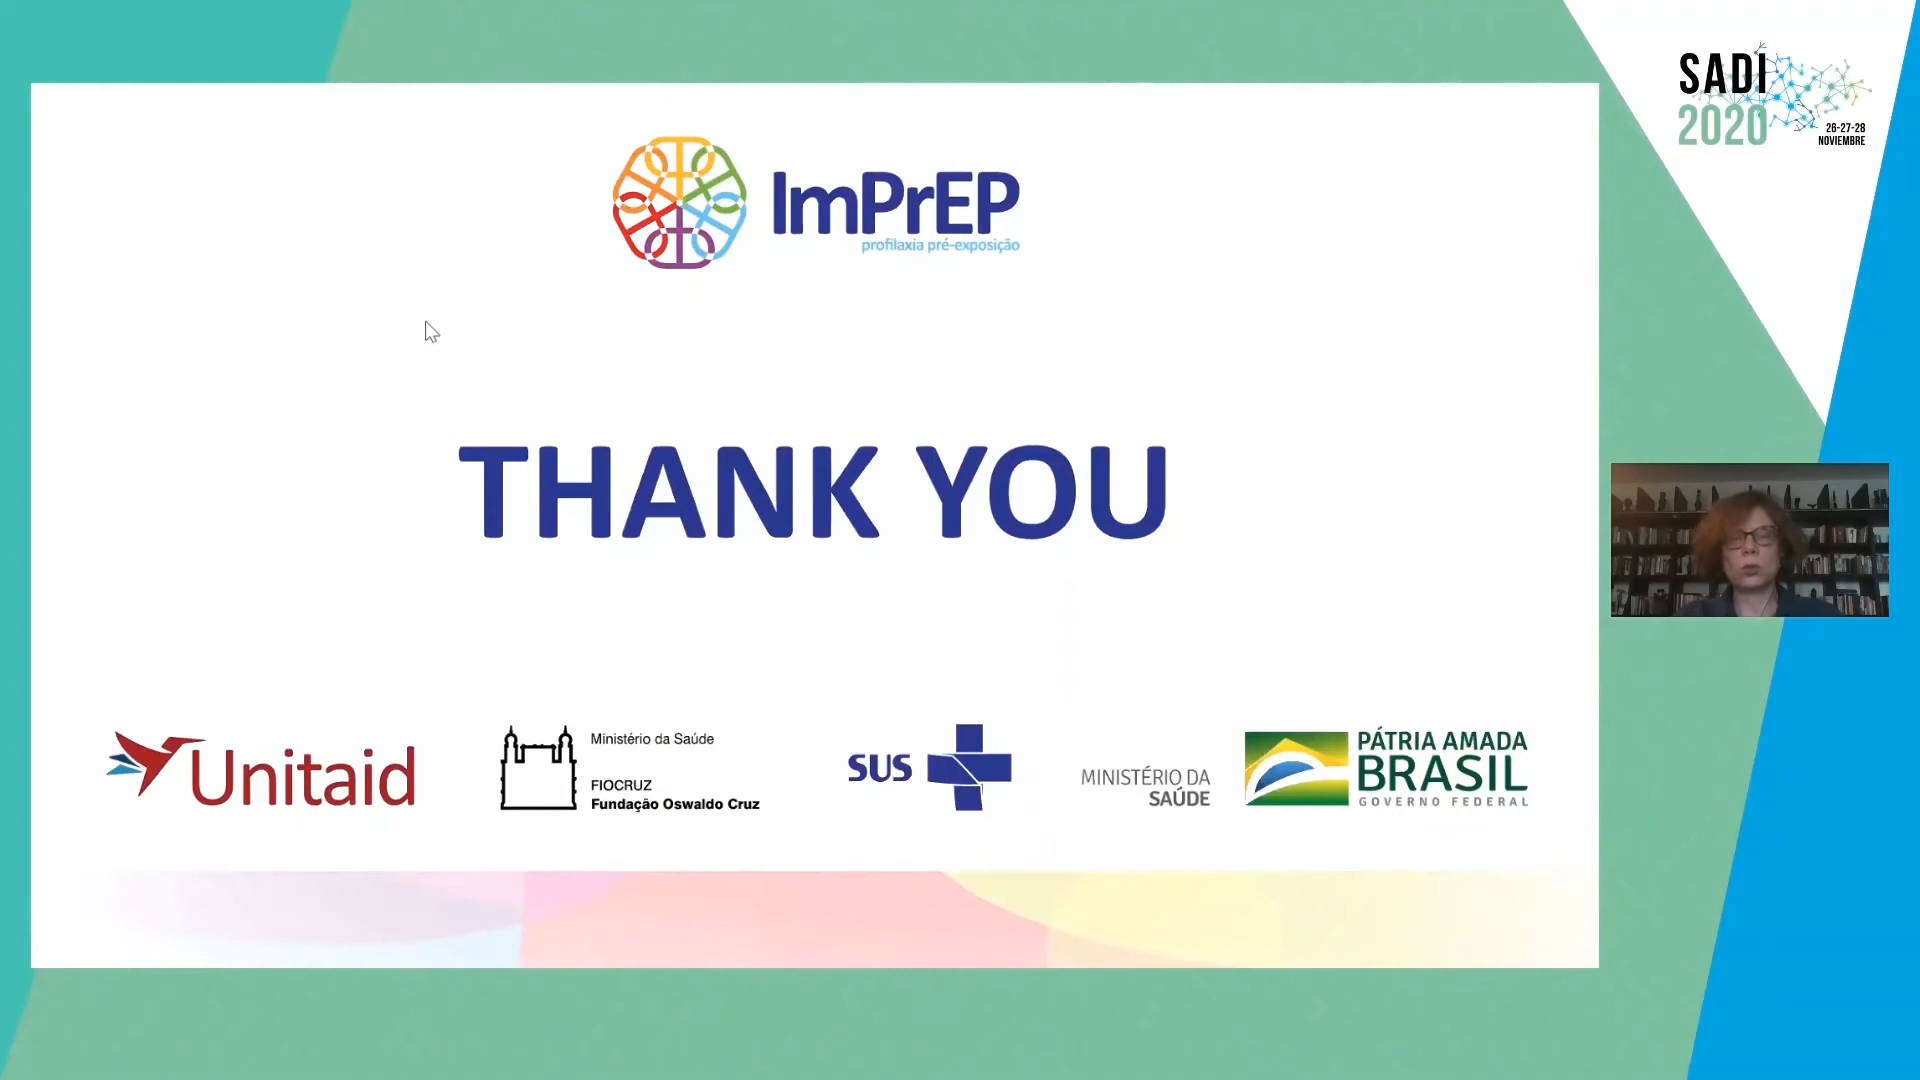 SADI
2020
26-27-28
NOVIEMBRE
ImPrEP
profilaxia pré-exposição
THANK YOU
Unitaid
Ministério da Saúde
FIOCRUZ
Fundação Oswaldo Cruz
SUS
MINISTÉRIO DA
SAÚDE
PÁTRIA AMADA
BRASIL
GOVERNO FEDERAL